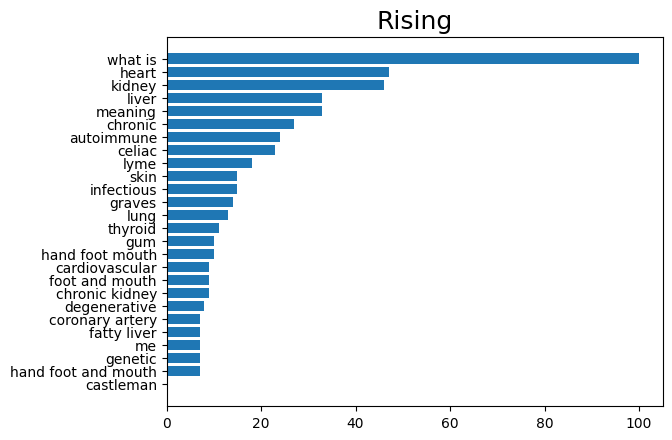 Rising
what is
heart
kidney
liver
meaning
chronic
autoimmune
celiac
lyme
skin
infectious
graves
lung
thyroid
gum
hand foot mouth
cardiovascular
foot and mouth
chronic kidney
degenerative
coronary artery
fatty liver
me
genetic
hand foot and mouth
castleman
0 20 40 60 80 100